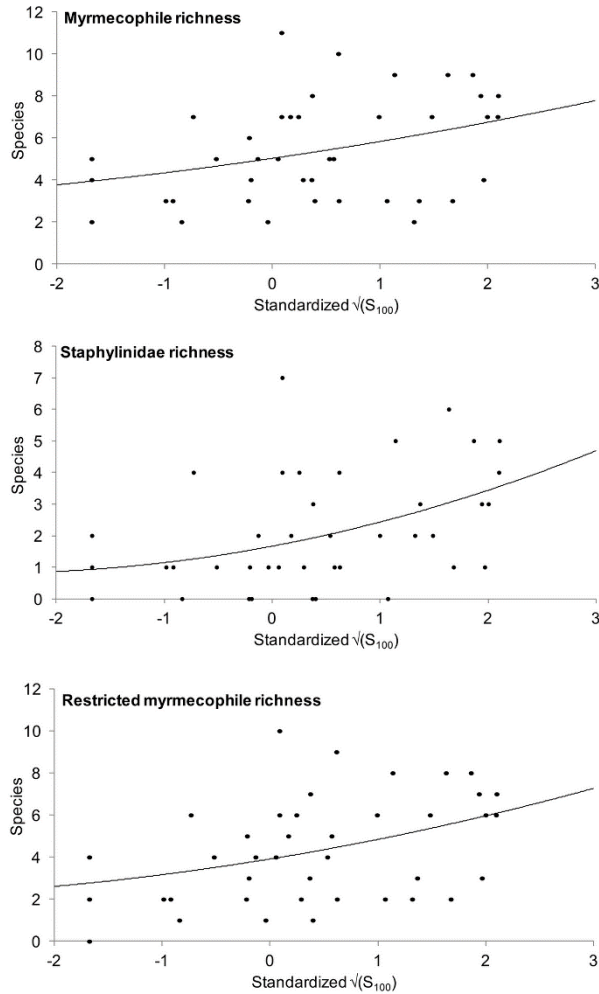 Myrmecophile richness
12
10
8
6
4
2
0
Species
-2 -1 0 1 2 3
Standardized √(S100)
Staphylinidae richness
8
7
6
5
4
3
2
1
0
Species
-2 -1 0 1 2 3
Standardized √(S100)
Restricted myrmecophile richness
12
10
8
6
4
2
0
Species
-2 -1 0 1 2 3
Standardized √(S100)